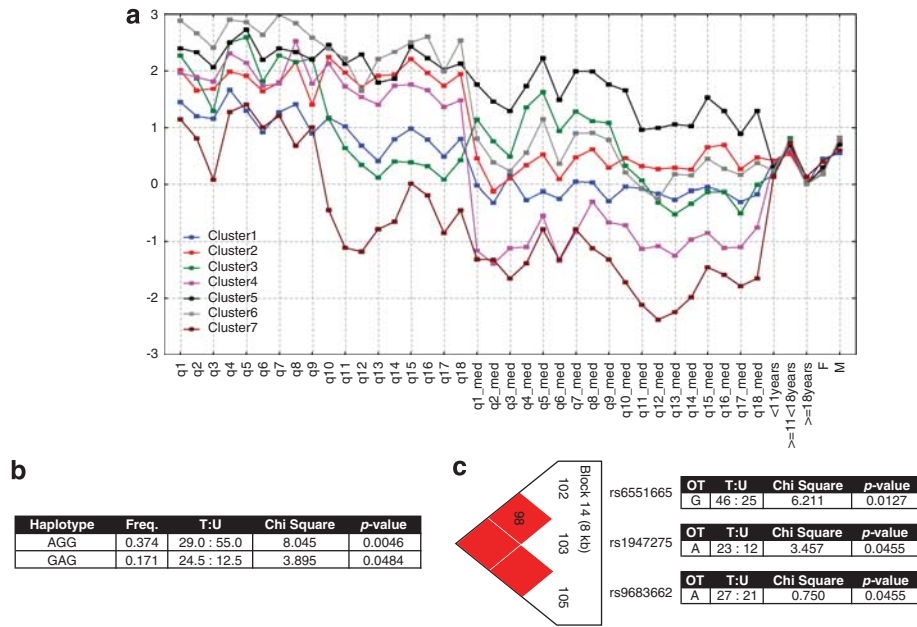 a
3
2
1
0
-1
-2
-3
Cluster1
Cluster2
Cluster3
Cluster4
Cluster5
Cluster6
Cluster7
q1
q2
q3
q4
q5
q6
q7
q8
q9
q10
q11
q12
q13
q14
q15
q16
q17
q18
q1_med
q2_med
q3_med
q4_med
q5_med
q6_med
q7_med
q8_med
q9_med
q10_med
q11_med
q12_med
q13_med
q14_med
q15_med
q16_med
q17_med
q18_med
<11years
>=11<18years
>=18years
F
M
b
Haplotype Freq. T:U Chi Square p-value
AGG 0.374 29.0 : 55.0 8.045 0.0046
GAG 0.171 24.5 : 12.5 3.895 0.0484
c
Block 14 (8 kb)
102
103
105
98
rs6551665
OT T:U Chi Square p-value
G 46 : 25 6.211 0.0127
rs1947275
OT T:U Chi Square p-value
A 23 : 12 3.457 0.0455
rs9683662
OT T:U Chi Square p-value
A 27 : 21 0.750 0.0455